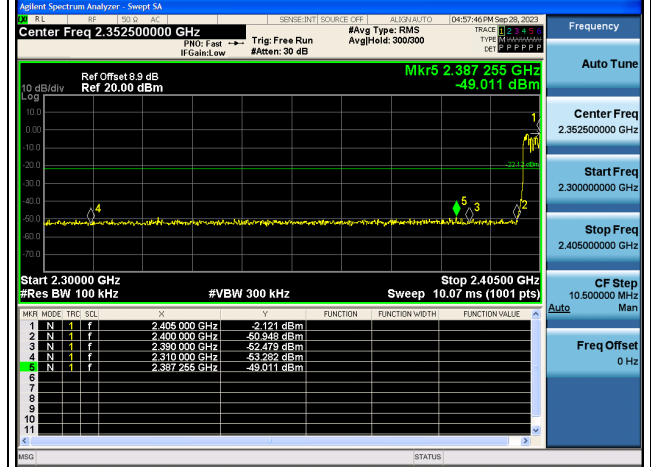 Agilent Spectrum Analyzer - Swept SA
LXI RL RF 50 Ω AC SENSE:INT SOURCE OFF ALIGN AUTO 04:57:46 PM Sep 28, 2023
Center Freq 2.352500000 GHz
PNO: Fast
IFGain:Low
Trig: Free Run
#Atten: 30 dB
#Avg Type: RMS
Avg|Hold: 300/300
TRACE 1 2 3 4 5 6
TYPE M
DET P P P P P P
Ref Offset 8.9 dB
Ref 20.00 dBm
10 dB/div
Log
Mkr5 2.387 255 GHz
-49.011 dBm
10.0
0.00
-10.0
-20.0
-30.0
-40.0
-50.0
-60.0
-70.0
1
-22.12 dBm
4
5
3
2
Start 2.30000 GHz
Stop 2.40500 GHz
#Res BW 100 kHz
#VBW 300 kHz
Sweep 10.07 ms (1001 pts)
MKR MODE TRC SCL X Y FUNCTION FUNCTION WIDTH FUNCTION VALUE
1 N 1 f 2.405 000 GHz -2.121 dBm
2 N 1 f 2.400 000 GHz -50.948 dBm
3 N 1 f 2.390 000 GHz -52.479 dBm
4 N 1 f 2.310 000 GHz -53.282 dBm
5 N 1 f 2.387 255 GHz -49.011 dBm
6
7
8
9
10
11
MSG
STATUS
Frequency
Auto Tune
Center Freq
2.352500000 GHz
Start Freq
2.300000000 GHz
Stop Freq
2.405000000 GHz
CF Step
10.500000 MHz
Auto Man
Freq Offset
0 Hz